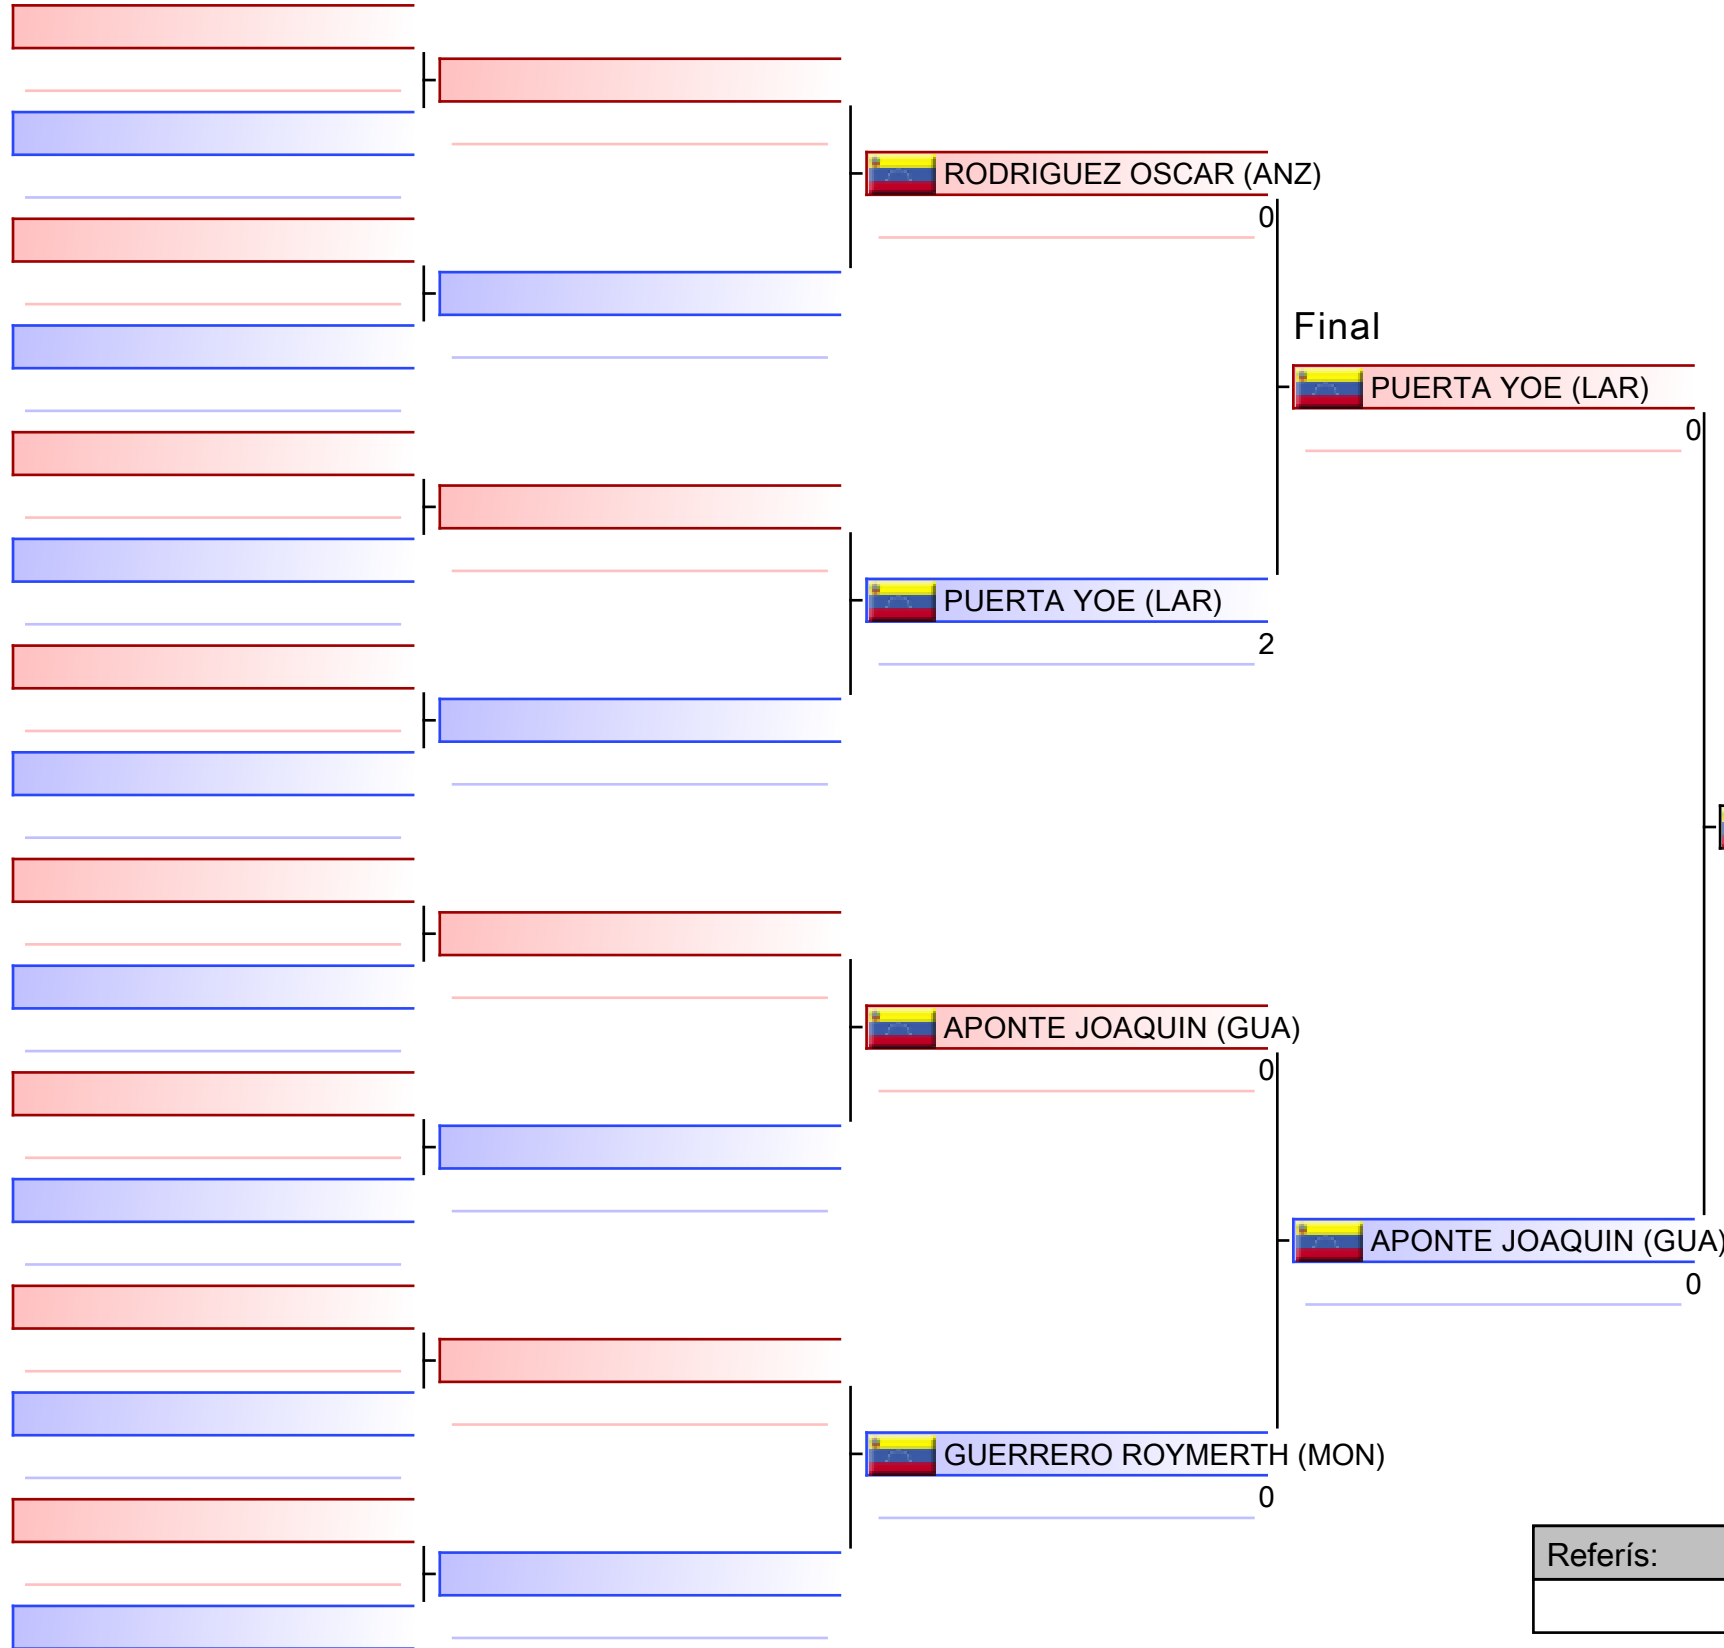 RODRIGUEZ OSCAR (ANZ)
0
Final
PUERTA YOE (LAR)
0
PUERTA YOE (LAR)
2
APONTE JOAQUIN (GUA)
0
APONTE JOAQUIN (GUA)
0
GUERRERO ROYMERTH (MON)
0
Referís: